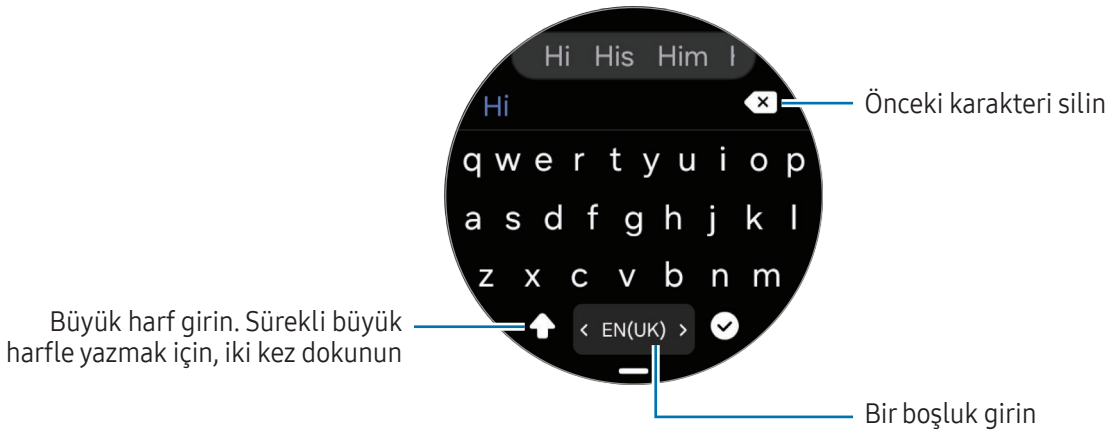 Hi His Him
Hi
Önceki karakteri silin
q w e r t y u i o p
a s d f g h j k l
z x c v b n m
Büyük harf girin. Sürekli büyük
harfle yazmak için, iki kez dokunun
< EN(UK) >
Bir boşluk girin